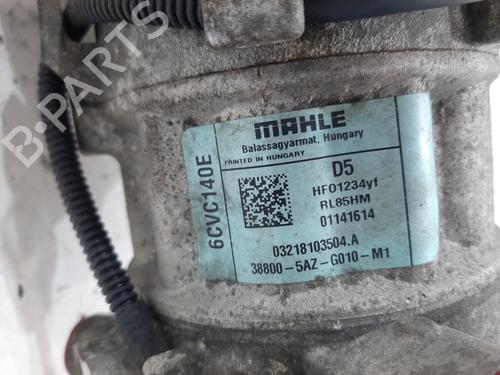 MAHLE
Balassagyarmat, Hungary
PRINTED IN HUNGARY
6CVC140E
D5
HFO1234yf
RL85HM
01141614
03218103504.A
38800-5AZ-G010-M1
B-PARTS